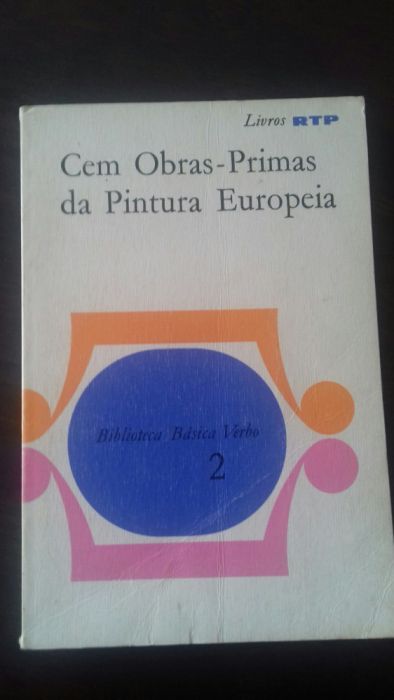 Livros RTP
Cem Obras-Primas
da Pintura Europeia
Biblioteca Básica Verbo
2